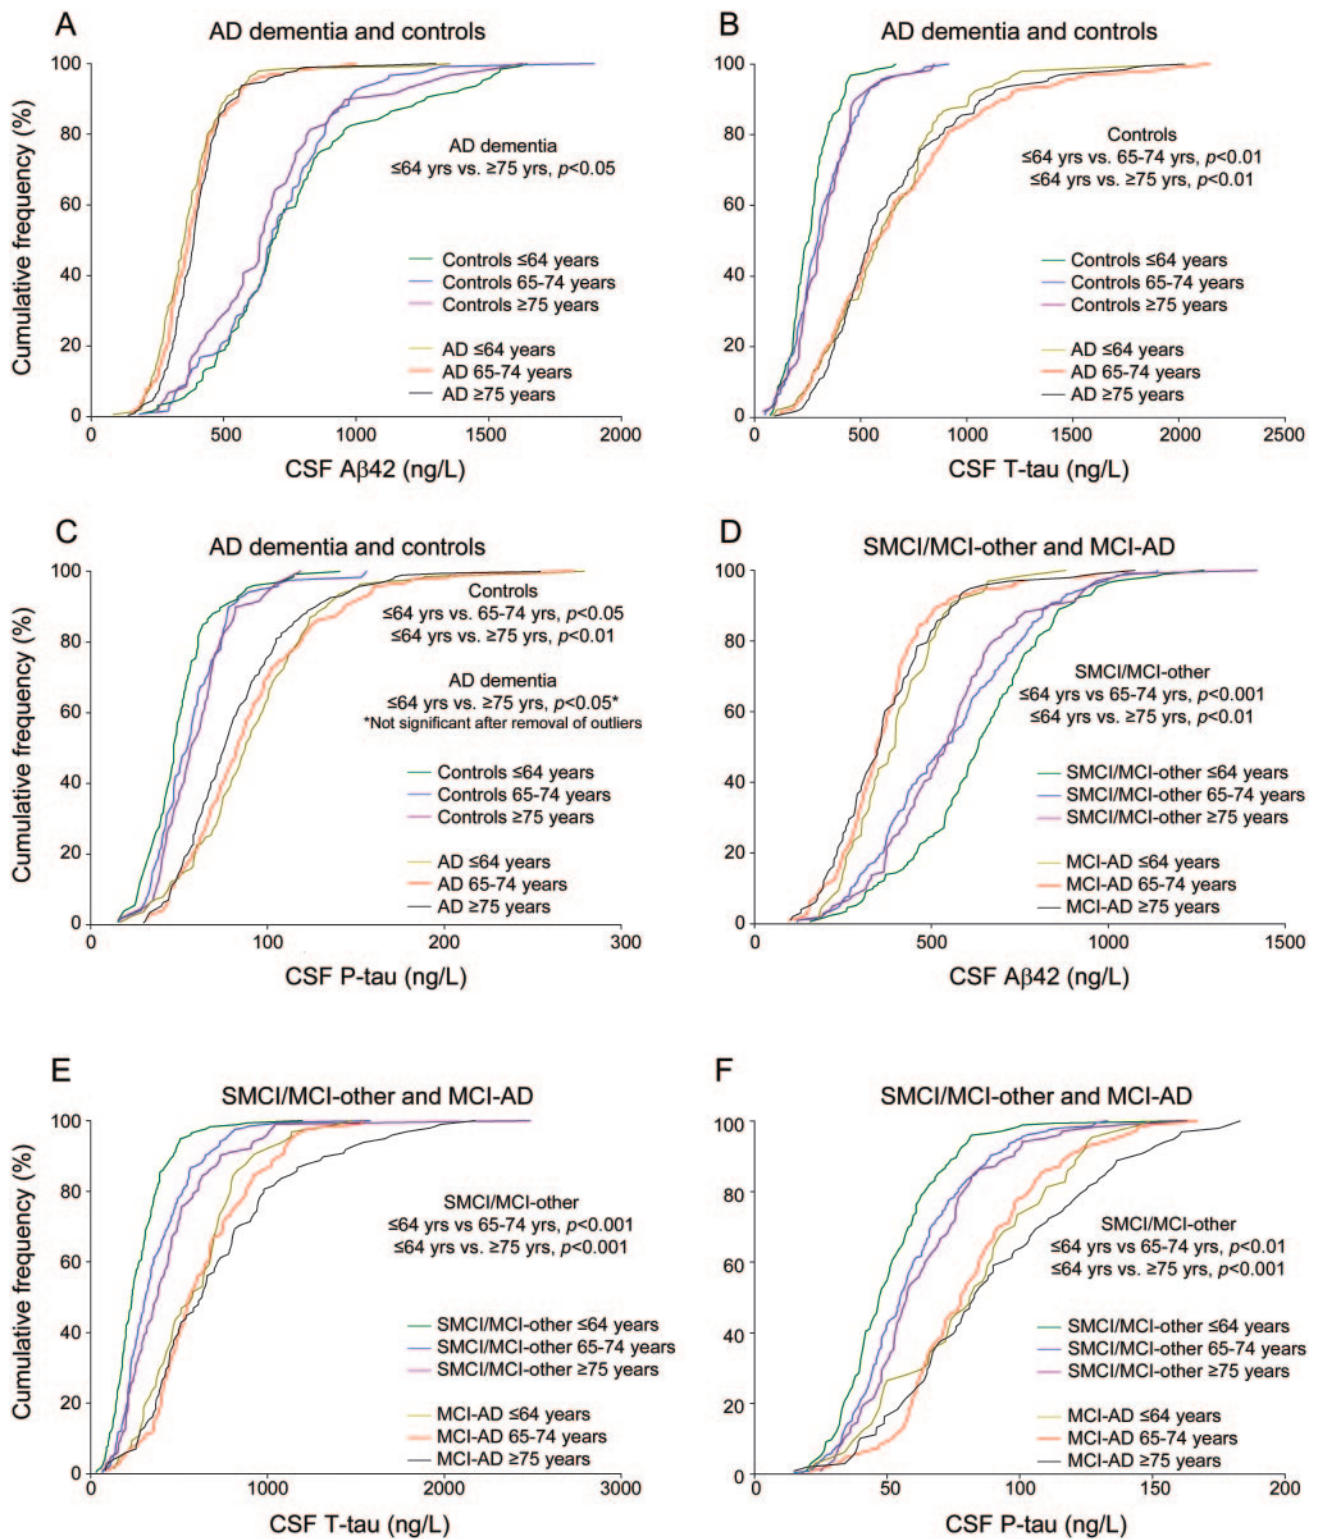 A
AD dementia and controls
Cumulative frequency (%)
100
80
60
40
20
0
AD dementia
≤64 yrs vs. ≥75 yrs, p<0.05
Controls ≤64 years
Controls 65-74 years
Controls ≥75 years
AD ≤64 years
AD 65-74 years
AD ≥75 years
0 500 1000 1500 2000
CSF Aβ42 (ng/L)
B
AD dementia and controls
Cumulative frequency (%)
100
80
60
40
20
0
Controls
≤64 yrs vs. 65-74 yrs, p<0.01
≤64 yrs vs. ≥75 yrs, p<0.01
Controls ≤64 years
Controls 65-74 years
Controls ≥75 years
AD ≤64 years
AD 65-74 years
AD ≥75 years
0 500 1000 1500 2000 2500
CSF T-tau (ng/L)
C
AD dementia and controls
Cumulative frequency (%)
100
80
60
40
20
0
Controls
≤64 yrs vs. 65-74 yrs, p<0.05
≤64 yrs vs. ≥75 yrs, p<0.01
AD dementia
≤64 yrs vs. ≥75 yrs, p<0.05*
*Not significant after removal of outliers
Controls ≤64 years
Controls 65-74 years
Controls ≥75 years
AD ≤64 years
AD 65-74 years
AD ≥75 years
0 100 200 300
CSF P-tau (ng/L)
D
SMCI/MCI-other and MCI-AD
Cumulative frequency (%)
100
80
60
40
20
0
SMCI/MCI-other
≤64 yrs vs 65-74 yrs, p<0.001
≤64 yrs vs. ≥75 yrs, p<0.01
SMCI/MCI-other ≤64 years
SMCI/MCI-other 65-74 years
SMCI/MCI-other ≥75 years
MCI-AD ≤64 years
MCI-AD 65-74 years
MCI-AD ≥75 years
0 500 1000 1500
CSF Aβ42 (ng/L)
E
SMCI/MCI-other and MCI-AD
Cumulative frequency (%)
100
80
60
40
20
0
SMCI/MCI-other
≤64 yrs vs 65-74 yrs, p<0.001
≤64 yrs vs. ≥75 yrs, p<0.001
SMCI/MCI-other ≤64 years
SMCI/MCI-other 65-74 years
SMCI/MCI-other ≥75 years
MCI-AD ≤64 years
MCI-AD 65-74 years
MCI-AD ≥75 years
0 1000 2000 3000
CSF T-tau (ng/L)
F
SMCI/MCI-other and MCI-AD
Cumulative frequency (%)
100
80
60
40
20
0
SMCI/MCI-other
≤64 yrs vs 65-74 yrs, p<0.01
≤64 yrs vs. ≥75 yrs, p<0.001
SMCI/MCI-other ≤64 years
SMCI/MCI-other 65-74 years
SMCI/MCI-other ≥75 years
MCI-AD ≤64 years
MCI-AD 65-74 years
MCI-AD ≥75 years
0 50 100 150 200
CSF P-tau (ng/L)